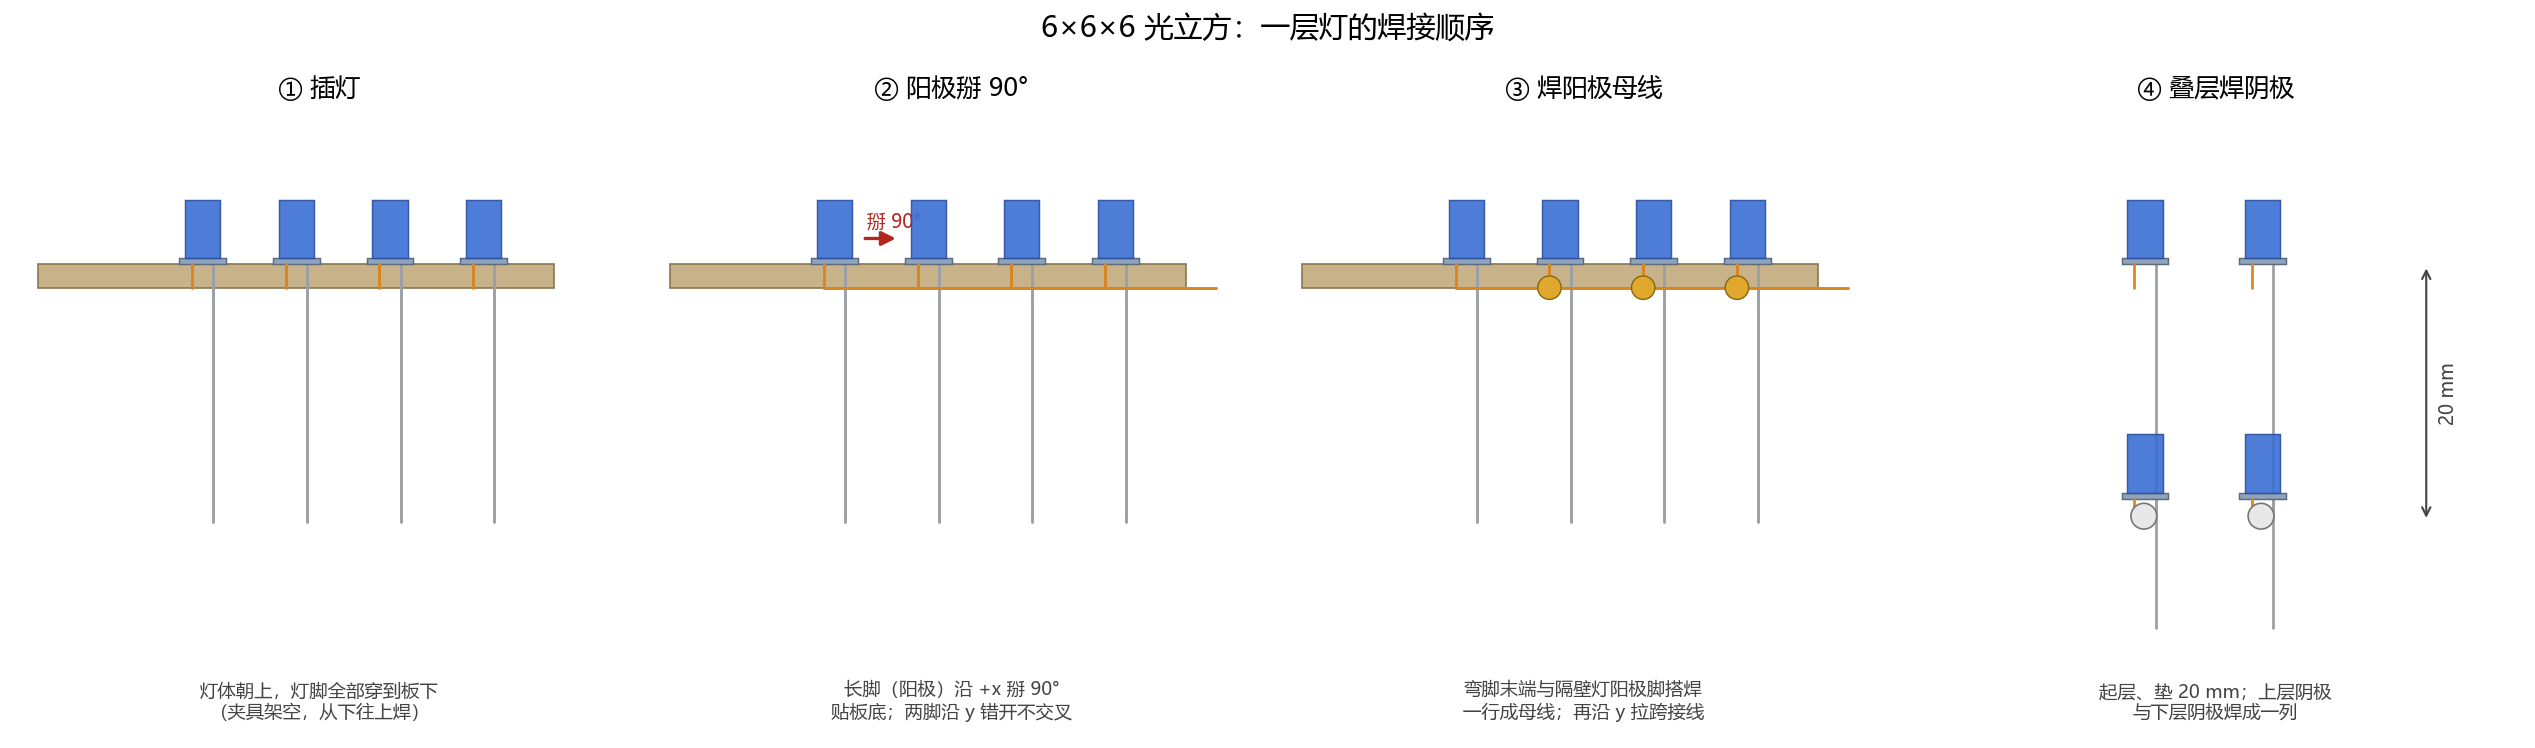 6×6×6 光立方：一层灯的焊接顺序
① 插灯
② 阳极掰 90°
③ 焊阳极母线
④ 叠层焊阴极
掰 90°
20 mm
灯体朝上，灯脚全部穿到板下
(夹具架空，从下往上焊)
长脚（阳极）沿 +x 掰 90°
贴板底；两脚沿 y 错开不交叉
弯脚末端与隔壁灯阳极脚搭焊
一行成母线；再沿 y 拉跨接线
起层、垫 20 mm；上层阴极
与下层阴极焊成一列